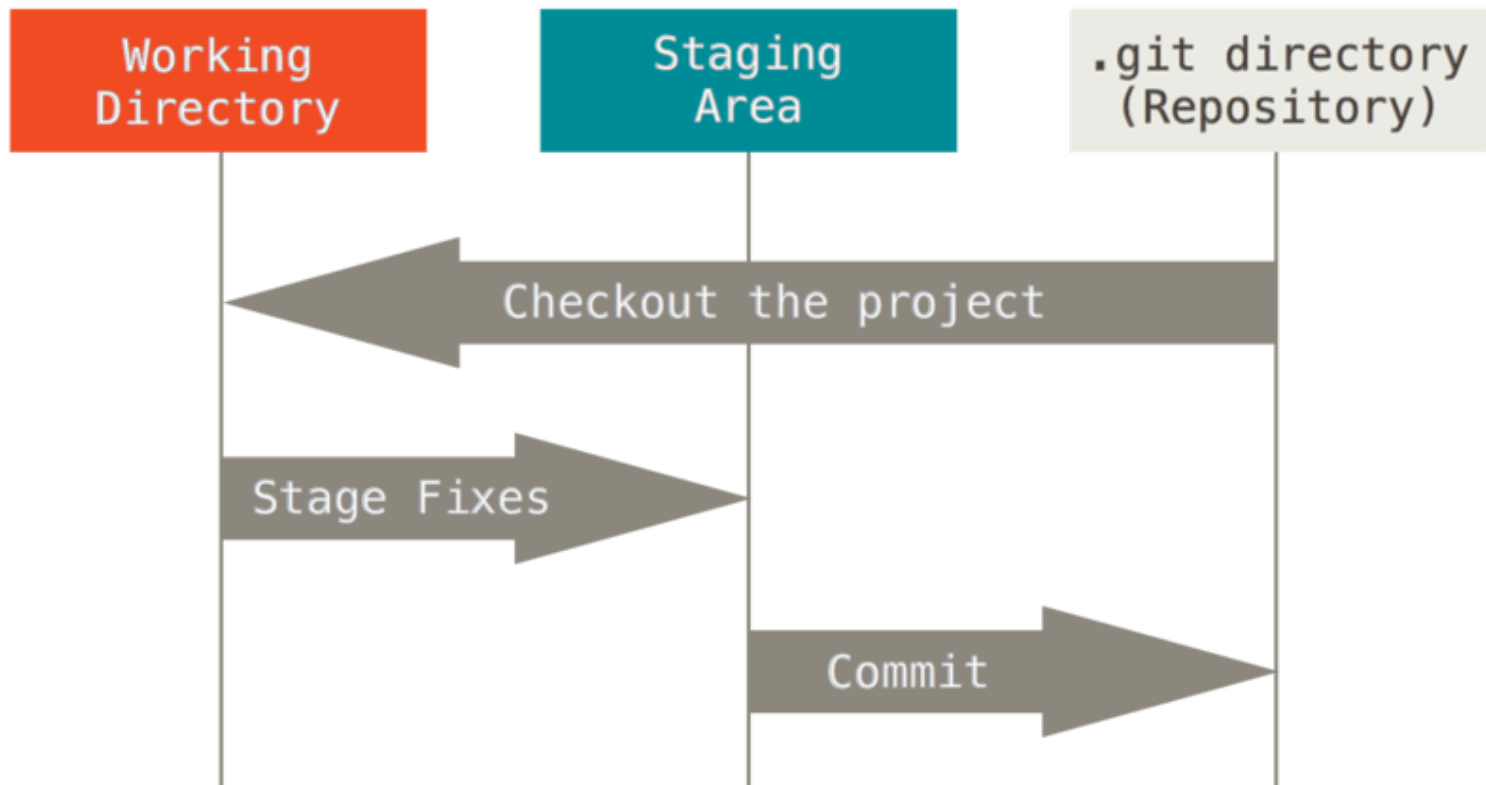 Working
Directory
Staging
Area
.git directory
(Repository)
Checkout the project
Stage Fixes
Commit